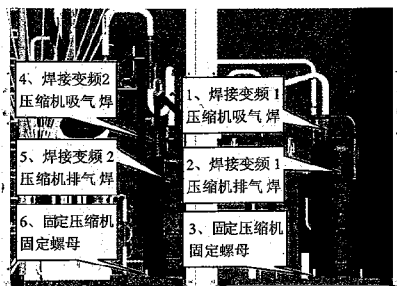 4、焊接变频2
压缩机吸气 焊
5、焊接变频 2
压缩机排气 焊
6、固定压缩机
固定螺母
1、焊接变频 1
压缩机吸气焊
2、焊接变频 1
压缩机排气焊
3、固定压缩机
固定螺母